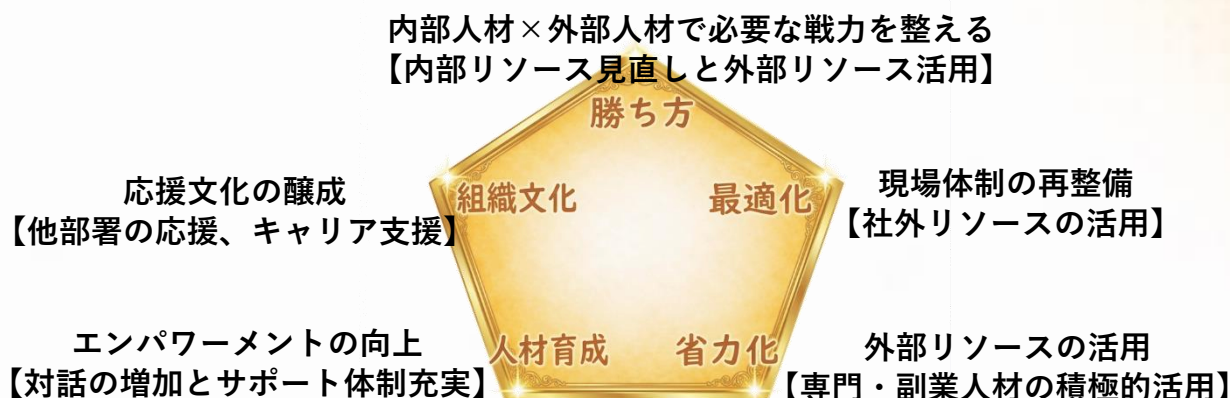 内部人材×外部人材で必要な戦力を整える
【内部リソース見直しと外部リソース活用】
勝ち方
応援文化の醸成
【他部署の応援、キャリア支援】
組織文化
最適化
現場体制の再整備
【社外リソースの活用】
エンパワーメントの向上
【対話の増加とサポート体制充実】
人材育成
省力化
外部リソースの活用
【専門・副業人材の積極的活用】